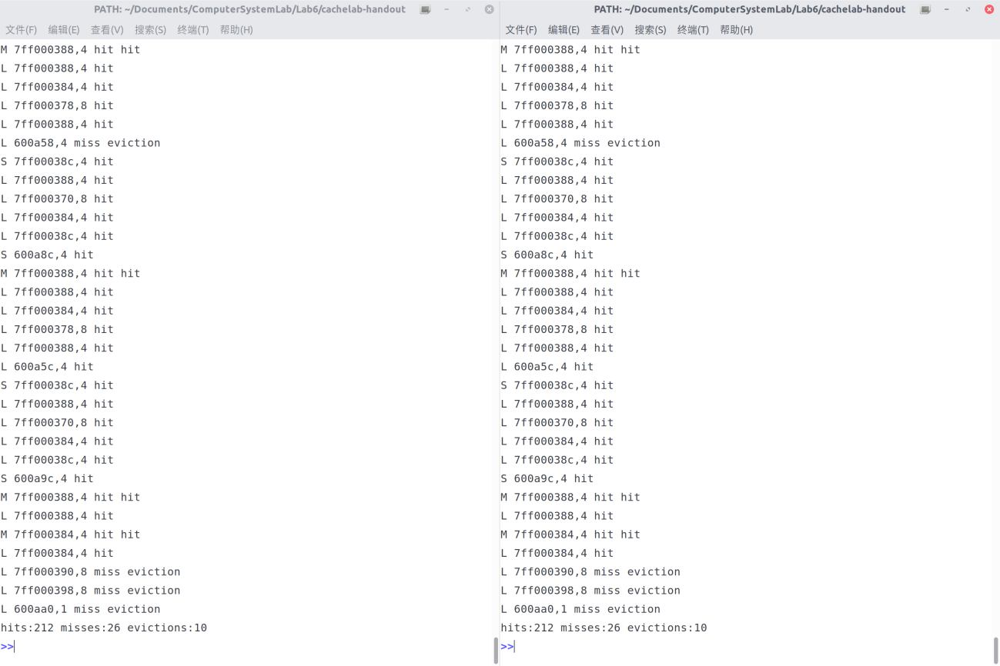 PATH: ~/Documents/ComputerSystemLab/Lab6/cachelab-handout
文件(F) 编辑(E) 查看(V) 搜索(S) 终端(T) 帮助(H)
M 7ff000388,4 hit hit
L 7ff000388,4 hit
L 7ff000384,4 hit
L 7ff000378,8 hit
L 7ff000388,4 hit
L 600a58,4 miss eviction
S 7ff00038c,4 hit
L 7ff000388,4 hit
L 7ff000370,8 hit
L 7ff000384,4 hit
L 7ff00038c,4 hit
S 600a8c,4 hit
M 7ff000388,4 hit hit
L 7ff000388,4 hit
L 7ff000384,4 hit
L 7ff000378,8 hit
L 7ff000388,4 hit
L 600a5c,4 hit
S 7ff00038c,4 hit
L 7ff000388,4 hit
L 7ff000370,8 hit
L 7ff000384,4 hit
L 7ff00038c,4 hit
S 600a9c,4 hit
M 7ff000388,4 hit hit
L 7ff000388,4 hit
M 7ff000384,4 hit hit
L 7ff000384,4 hit
L 7ff000390,8 miss eviction
L 7ff000398,8 miss eviction
L 600aa0,1 miss eviction
hits:212 misses:26 evictions:10
>>
PATH: ~/Documents/ComputerSystemLab/Lab6/cachelab-handout
文件(F) 编辑(E) 查看(V) 搜索(S) 终端(T) 帮助(H)
M 7ff000388,4 hit hit
L 7ff000388,4 hit
L 7ff000384,4 hit
L 7ff000378,8 hit
L 7ff000388,4 hit
L 600a58,4 miss eviction
S 7ff00038c,4 hit
L 7ff000388,4 hit
L 7ff000370,8 hit
L 7ff000384,4 hit
L 7ff00038c,4 hit
S 600a8c,4 hit
M 7ff000388,4 hit hit
L 7ff000388,4 hit
L 7ff000384,4 hit
L 7ff000378,8 hit
L 7ff000388,4 hit
L 600a5c,4 hit
S 7ff00038c,4 hit
L 7ff000388,4 hit
L 7ff000370,8 hit
L 7ff000384,4 hit
L 7ff00038c,4 hit
S 600a9c,4 hit
M 7ff000388,4 hit hit
L 7ff000388,4 hit
M 7ff000384,4 hit hit
L 7ff000384,4 hit
L 7ff000390,8 miss eviction
L 7ff000398,8 miss eviction
L 600aa0,1 miss eviction
hits:212 misses:26 evictions:10
>>